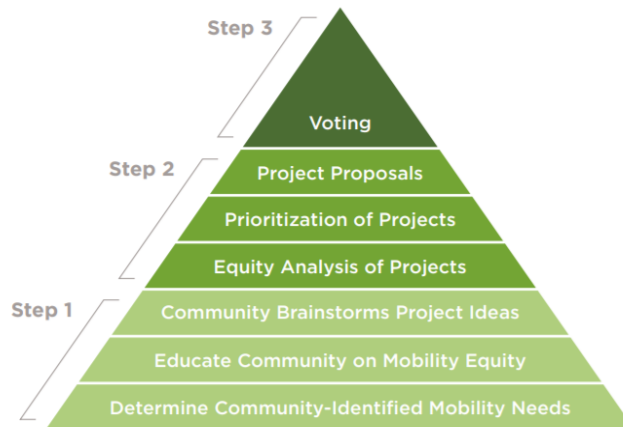 Step 3
Voting
Step 2
Project Proposals
Prioritization of Projects
Equity Analysis of Projects
Step 1
Community Brainstorms Project Ideas
Educate Community on Mobility Equity
Determine Community-Identified Mobility Needs